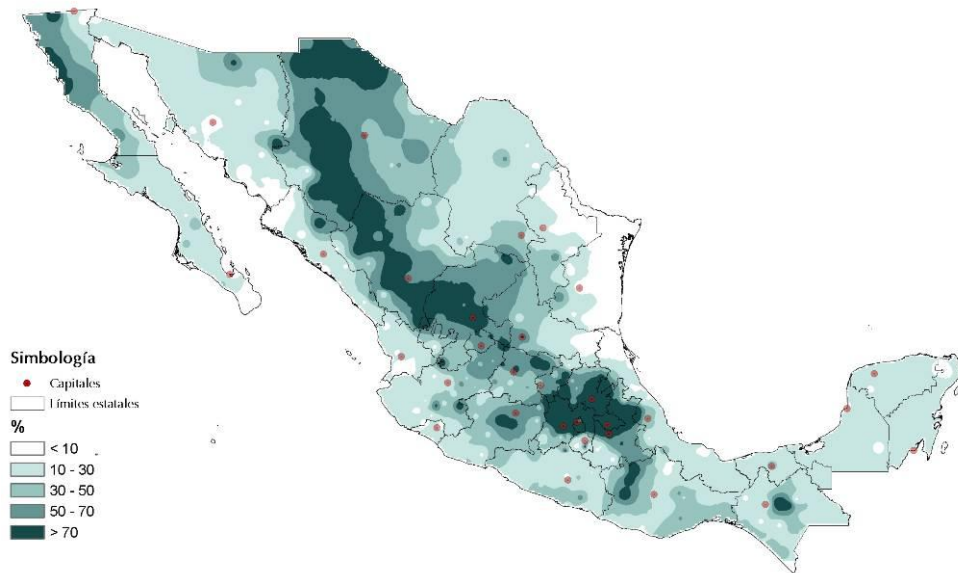 Simbología
Capitales
Límites estatales
%
< 10
10 - 30
30 - 50
50 - 70
> 70